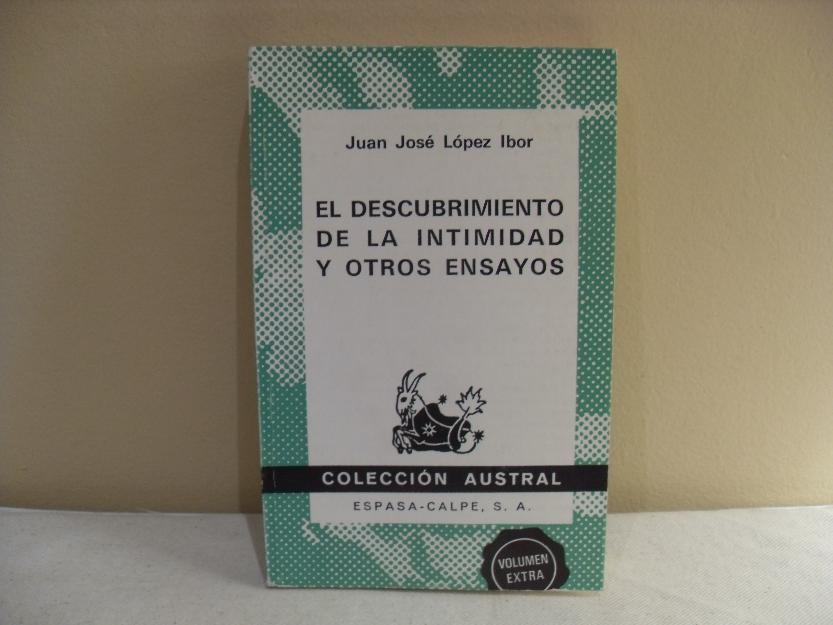 Juan José López Ibor
EL DESCUBRIMIENTO
DE LA INTIMIDAD
Y OTROS ENSAYOS
COLECCIÓN AUSTRAL
ESPASA-CALPE, S. A.
VOLUMEN
EXTRA